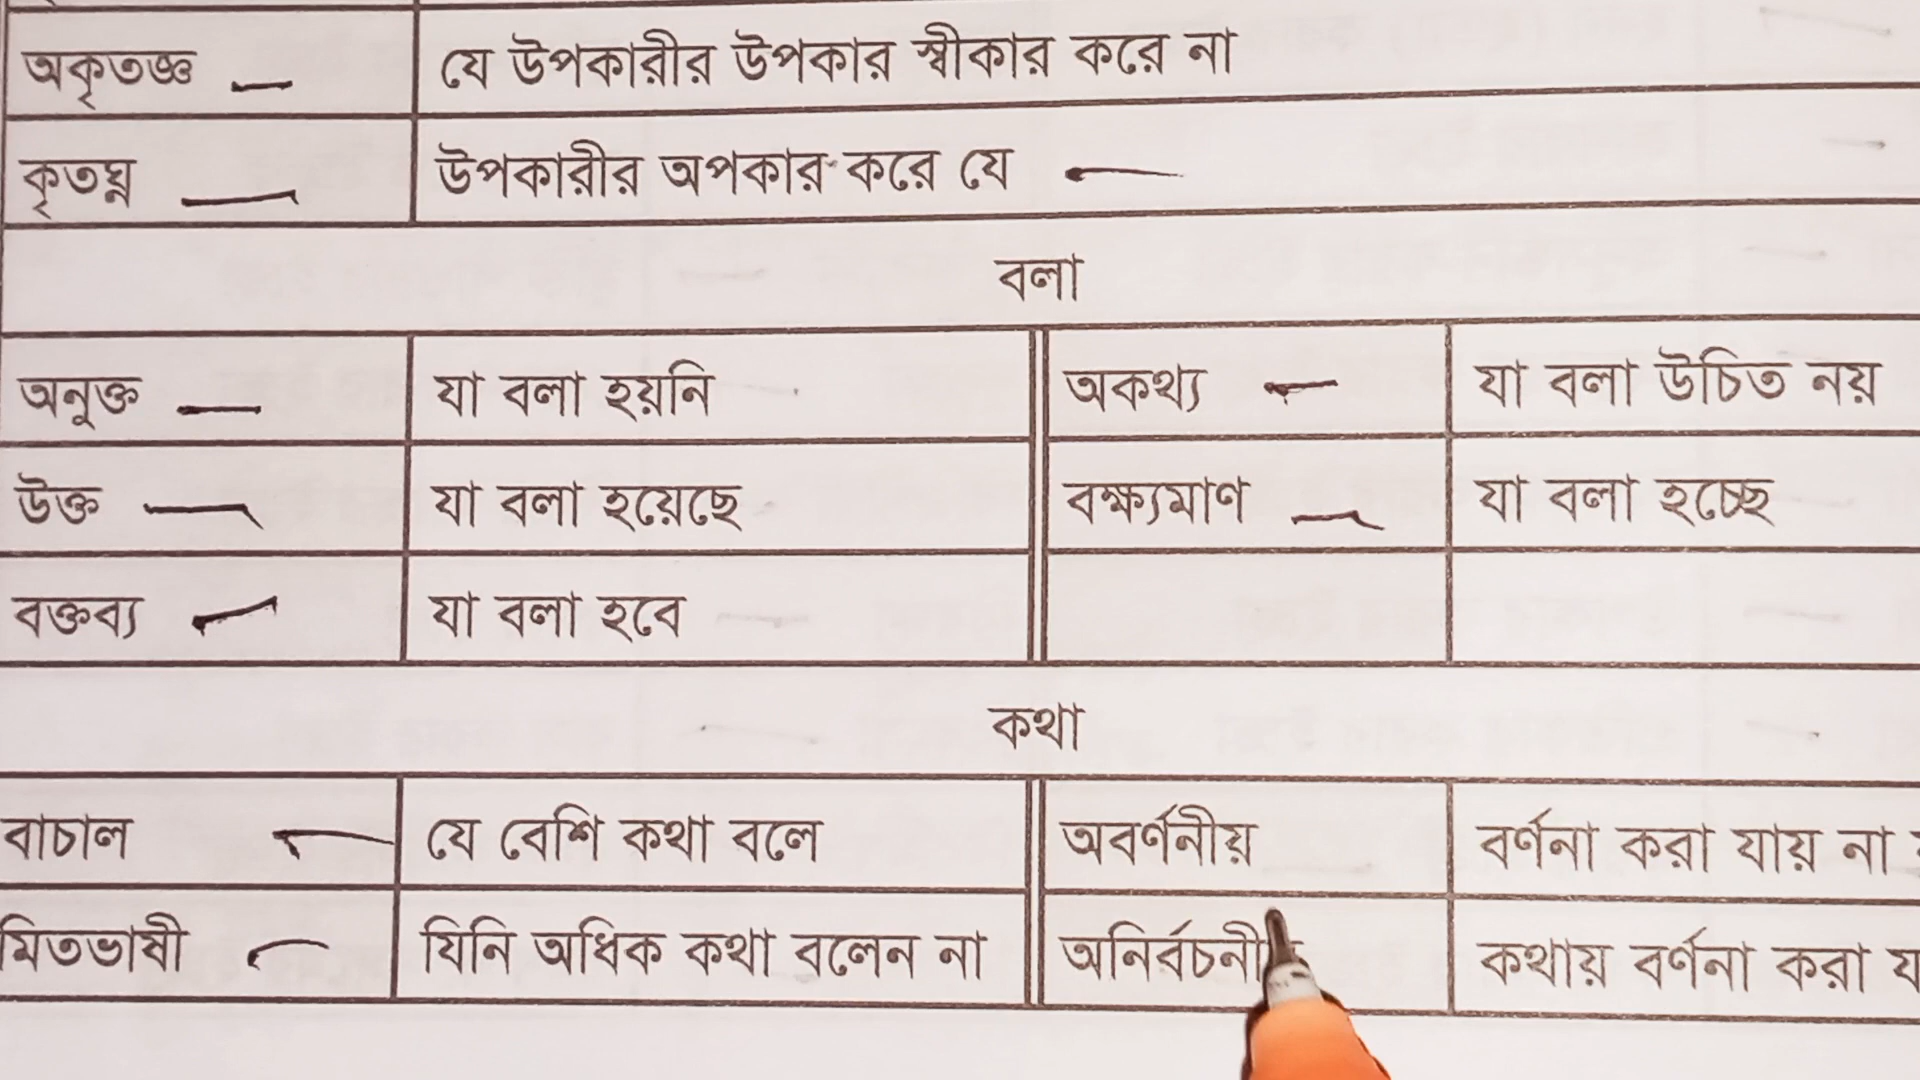 অকৃতজ্ঞ যে উপকারীর উপকার স্বীকার করে না
কৃতঘ্ন উপকারীর অপকার করে যে
বলা
অনুক্ত যা বলা হয়নি অকথ্য যা বলা উচিত নয়
উক্ত যা বলা হয়েছে বক্ষ্যমাণ যা বলা হচ্ছে
বক্তব্য যা বলা হবে
কথা
বাচাল যে বেশি কথা বলে অবর্ণনীয় বর্ণনা করা যায় না
মিতভাষী যিনি অধিক কথা বলেন না কথায় বর্ণনা করা